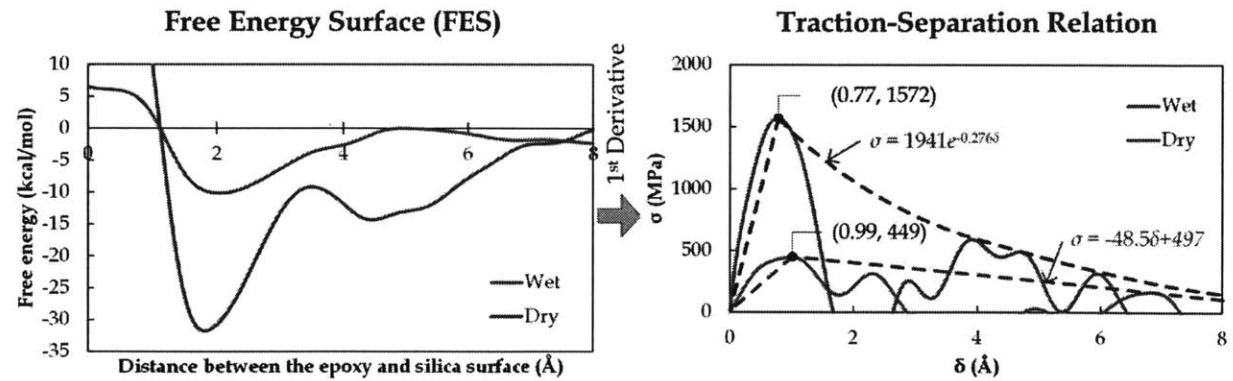 Free Energy Surface (FES)
Free energy (kcal/mol)
10
5
0
-5
-10
-15
-20
-25
-30
-35
0
2
4
6
8
Wet
Dry
Distance between the epoxy and silica surface (Å)
1st Derivative
Traction-Separation Relation
σ (MPa)
2000
1500
1000
500
0
(0.77, 1572)
σ = 1941e-0.276δ
(0.99, 449)
σ = -48.5δ+497
Wet
Dry
0
2
4
6
8
δ (Å)